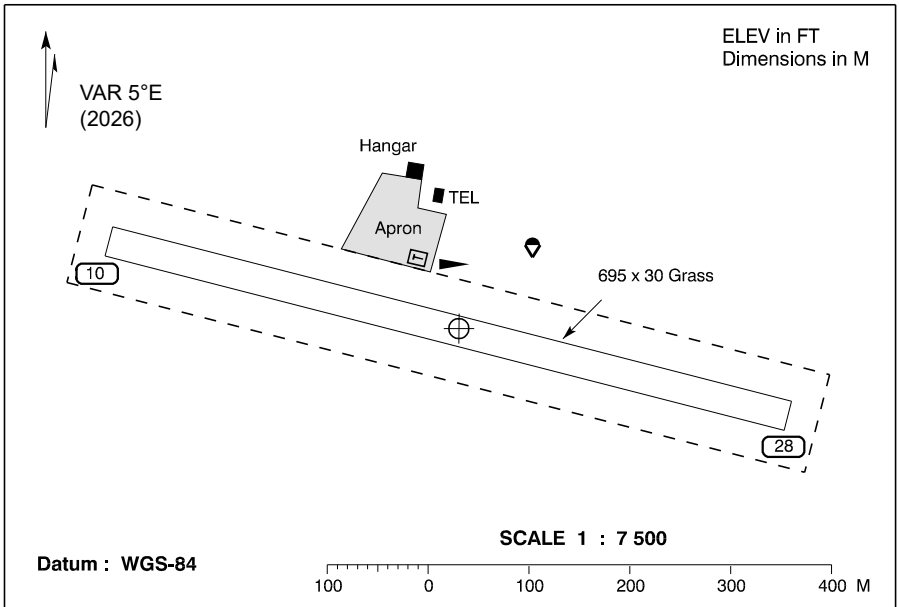 ELEV in FT
Dimensions in M
VAR 5°E
(2026)
Hangar
TEL
Apron
T
10
695 x 30 Grass
28
SCALE 1 : 7 500
Datum : WGS-84
100 0 100 200 300 400 M